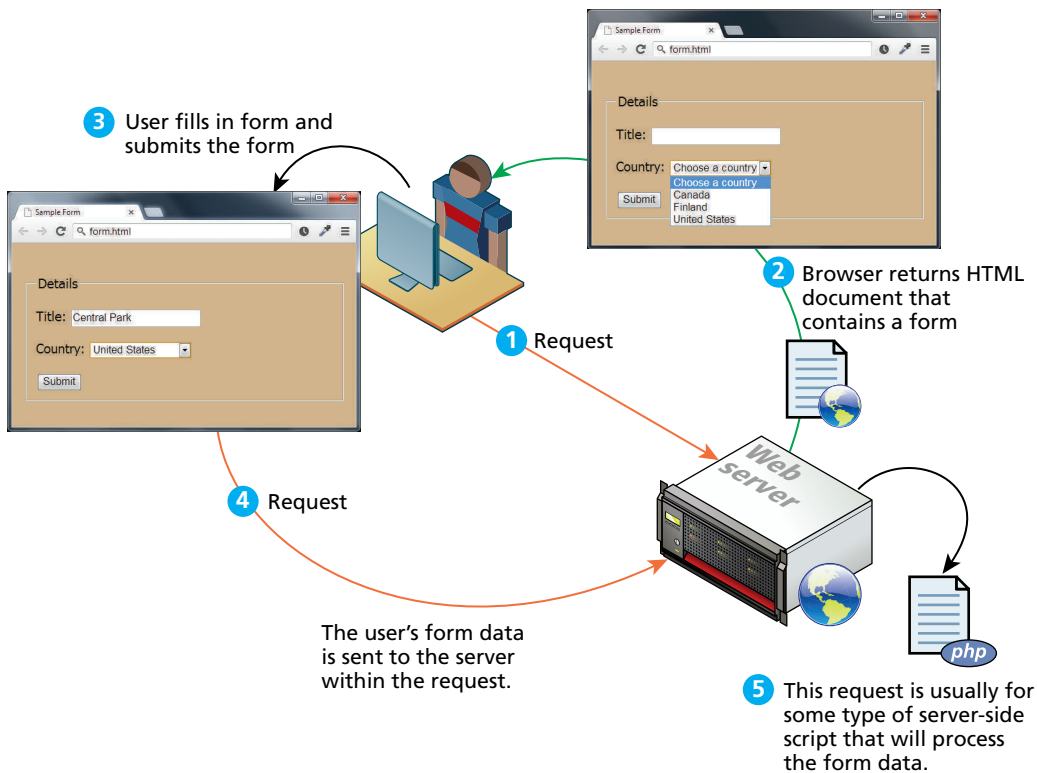 Sample Form
form.html
Details
Title:
Country: Choose a country
Choose a country
Canada
Finland
United States
Submit
3 User fills in form and
submits the form
Sample Form
form.html
Details
Title: Central Park
Country: United States
Submit
1 Request
2 Browser returns HTML
document that
contains a form
Web
server
4 Request
The user's form data
is sent to the server
within the request.
php
5 This request is usually for
some type of server-side
script that will process
the form data.